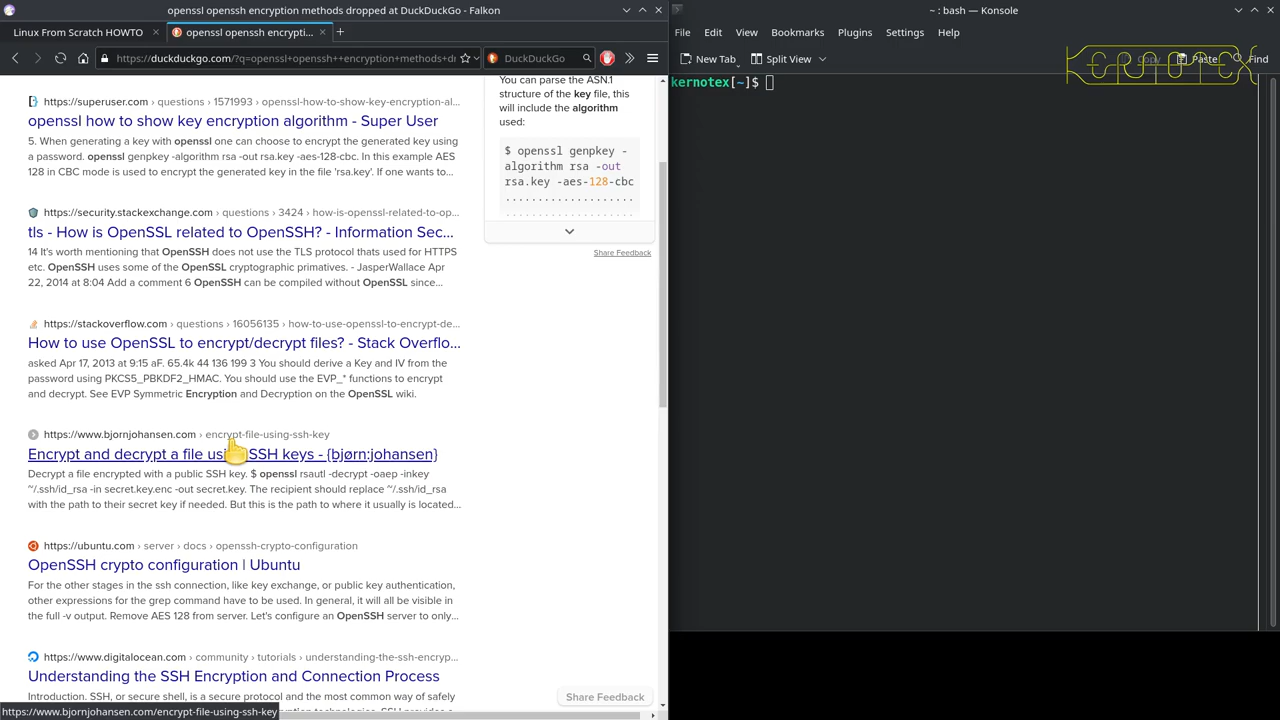 openssl openssh encryption methods dropped at DuckDuckGo - Falkon
Linux From Scratch HOWTO
openssl openssh encrypti...
https://duckduckgo.com/?q=openssl+openssh++encryption+methods+dr
DuckDuckGo
https://superuser.com › questions › 1571993 › openssl-how-to-show-key-encryption-al...
openssl how to show key encryption algorithm - Super User
5. When generating a key with openssl one can choose to encrypt the generated key using
a password. openssl genpkey -algorithm rsa -out rsa.key -aes-128-cbc. In this example AES
128 in CBC mode is used to encrypt the generated key in the file 'rsa.key'. If one wants to...
https://security.stackexchange.com › questions › 3424 › how-is-openssl-related-to-op...
tls - How is OpenSSL related to OpenSSH? - Information Sec...
14 It's worth mentioning that OpenSSH does not use the TLS protocol thats used for HTTPS
etc. OpenSSH uses some of the OpenSSL cryptographic primatives. - JasperWallace Apr
22, 2014 at 8:04 Add a comment 6 OpenSSH can be compiled without OpenSSL since...
https://stackoverflow.com › questions › 16056135 › how-to-use-openssl-to-encrypt-de...
How to use OpenSSL to encrypt/decrypt files? - Stack Overflo...
asked Apr 17, 2013 at 9:15 aF. 65.4k 44 136 199 3 You should derive a Key and IV from the
password using PKCS5_PBKDF2_HMAC. You should use the EVP_* functions to encrypt
and decrypt. See EVP Symmetric Encryption and Decryption on the OpenSSL wiki.
https://www.bjornjohansen.com › encrypt-file-using-ssh-key
Encrypt and decrypt a file using SSH keys - {bjørn:johansen}
Decrypt a file encrypted with a public SSH key. $ openssl rsautl -decrypt -oaep -inkey
~/.ssh/id_rsa -in secret.key.enc -out secret.key. The recipient should replace ~/.ssh/id_rsa
with the path to their secret key if needed. But this is the path to where it usually is located...
https://ubuntu.com › server › docs › openssh-crypto-configuration
OpenSSH crypto configuration | Ubuntu
For the other stages in the ssh connection, like key exchange, or public key authentication,
other expressions for the grep command have to be used. In general, it will all be visible in
the full -v output. Remove AES 128 from server. Let's configure an OpenSSH server to only...
https://www.digitalocean.com › community › tutorials › understanding-the-ssh-encryp...
Understanding the SSH Encryption and Connection Process
Introduction. SSH, or secure shell, is a secure protocol and the most common way of safely
https://www.bjornjohansen.com/encrypt-file-using-ssh-key
You can parse the ASN.1
structure of the key file, this
will include the algorithm
used:
$ openssl genpkey -
algorithm rsa -out
rsa.key -aes-128-cbc
....................
....................
Share Feedback
Share Feedback
~ : bash — Konsole
File Edit View Bookmarks Plugins Settings Help
New Tab Split View Copy Paste Find
KERNOTEX
kernotex[~]$